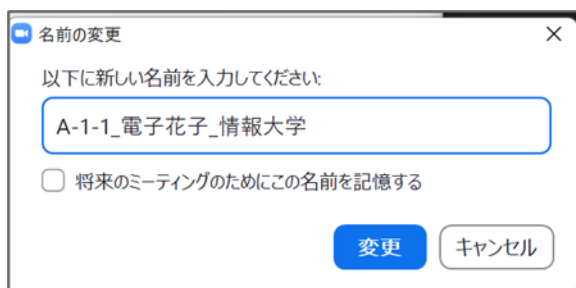 名前の変更
以下に新しい名前を入力してください:
A-1-1_電子花子_情報大学
将来のミーティングのためにこの名前を記憶する
変更 キャンセル